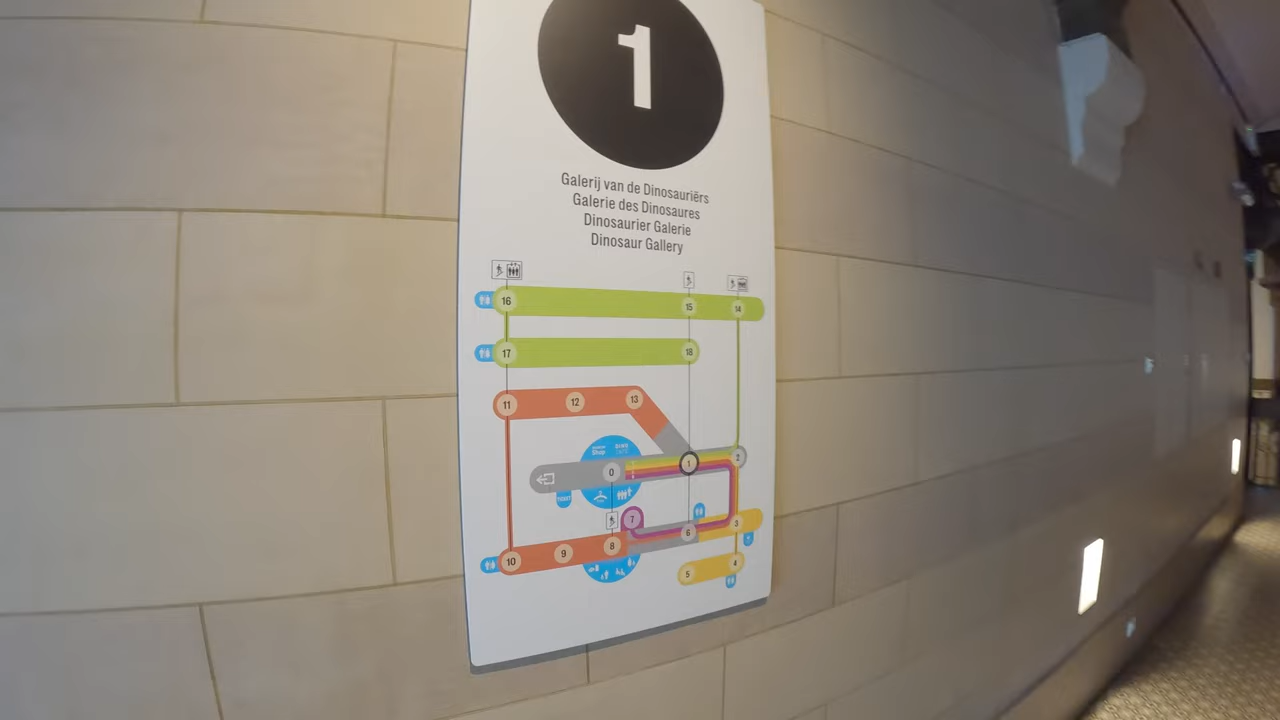 1
Galerij van de Dinosauriërs
Galerie des Dinosaures
Dinosaurier Galerie
Dinosaur Gallery
16 15 14
17 18
11 12 13
Shop
0 1 2
7 6 3
10 9 8
5 4